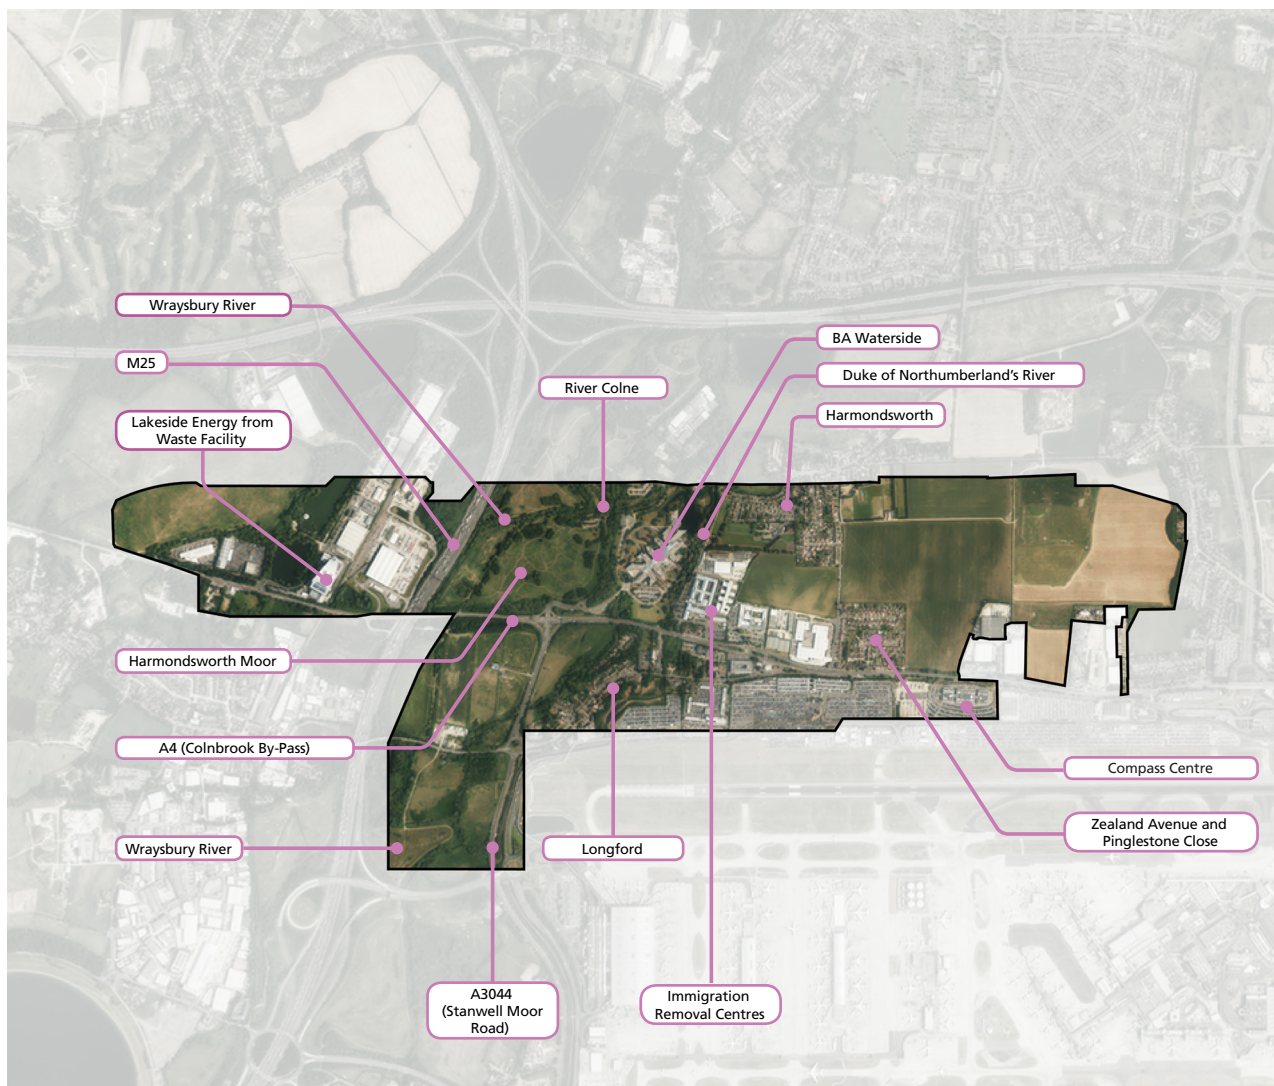 Wraysbury River
BA Waterside
M25
Duke of Northumberland's River
River Colne
Harmondsworth
Lakeside Energy from
Waste Facility
Harmondsworth Moor
A4 (Colnbrook By-Pass)
Compass Centre
Zealand Avenue and
Pinglestone Close
Wraysbury River
Longford
A3044
(Stanwell Moor
Road)
Immigration
Removal Centres